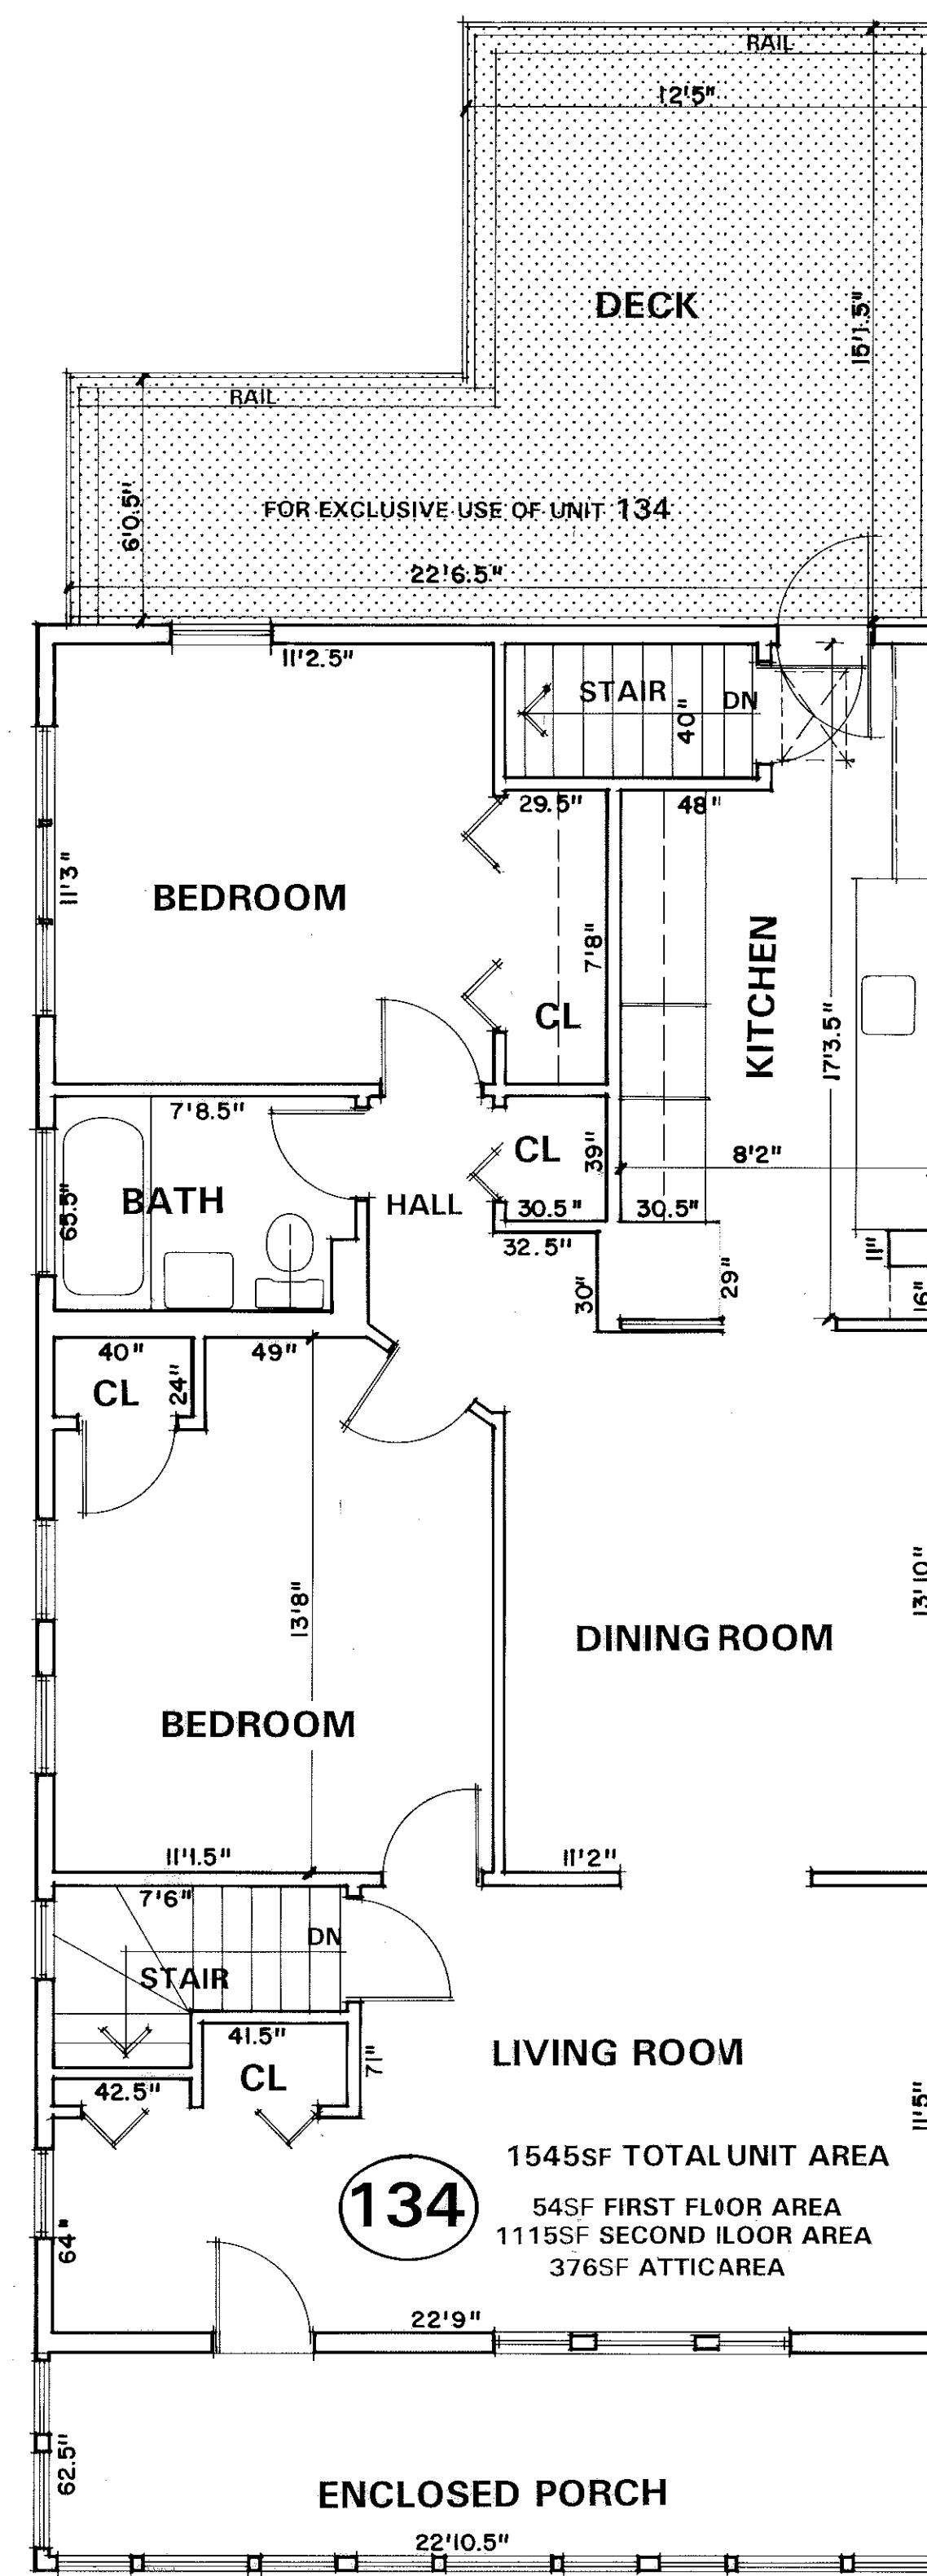 RAIL
12'5"
DECK
15'1.5"
RAIL
6'0.5"
FOR EXCLUSIVE USE OF UNIT 134
22'6.5"
11'2.5"
STAIR
DN
40"
29.5"
48"
11'3"
BEDROOM
7'8"
KITCHEN
CL
17'3.5"
7'8.5"
CL
39"
8'2"
65.5"
BATH
HALL
30.5"
30.5"
32.5"
11"
30"
29"
16"
40"
49"
CL
24"
13'10"
13'8"
DINING ROOM
BEDROOM
11'1.5"
11'2"
7'6"
DN
STAIR
41.5"
71"
LIVING ROOM
CL
42.5"
11'5"
1545SF TOTAL UNIT AREA
134
54SF FIRST FLOOR AREA
1115SF SECOND ILOOR AREA
64"
376SF ATTIC AREA
22'9"
62.5"
ENCLOSED PORCH
22'10.5"